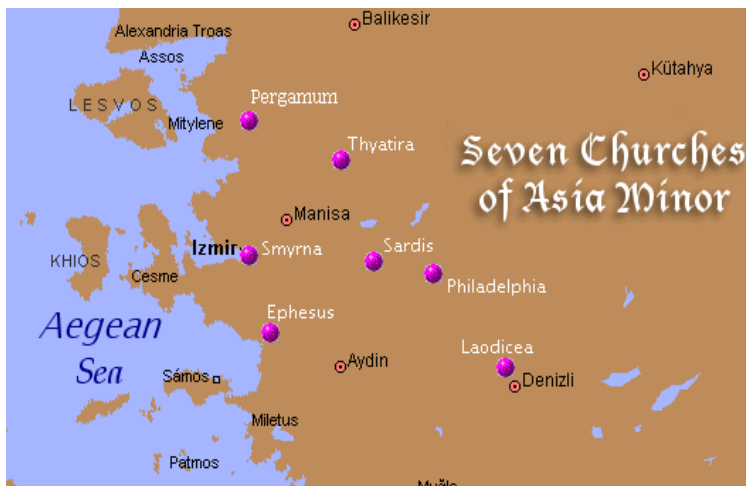 Alexandria Troas
Balikesir
Assos
Kütahya
LESVOS
Pergamum
Mitylene
Thyatira
Seven Churches
of Asia Minor
Manisa
Izmir
Smyrna
Sardis
KHIOS
Cesme
Philadelphia
Ephesus
Aegean
Sea
Laodicea
Aydin
Sámos
Denizli
Miletus
Patmos